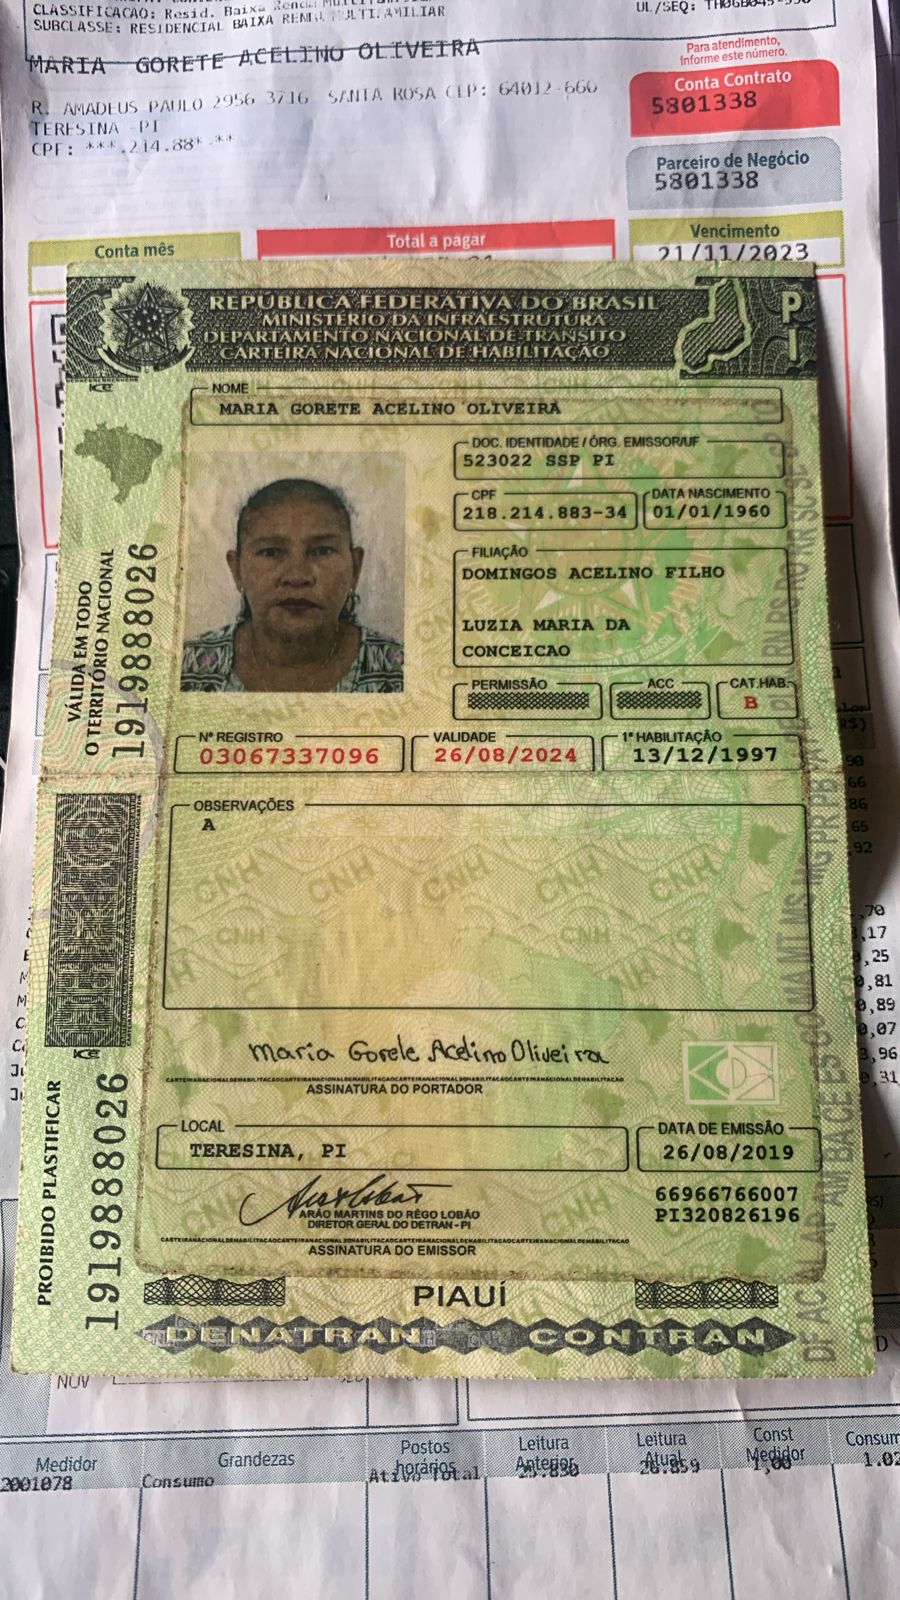 CLASSIFICACAO: Resid. Baixa
SUBCLASSE: RESIDENCIAL BAIXA RENDA MULTIFAMILIAR
MARIA GORETE ACELINO OLIVEIRA
R. AMADEUS PAULO 2956 3716 SANTA ROSA CEP: 64012-660
TERESINA -PI
CPF: ***.214.88*-**
UL/SEQ:
Para atendimento,
informe este número.
Conta Contrato
5801338
Parceiro de Negócio
5801338
Conta mês
Total a pagar
Vencimento
21/11/2023
REPÚBLICA FEDERATIVA DO BRASIL
MINISTÉRIO DA INFRAESTRUTURA
DEPARTAMENTO NACIONAL DE TRÂNSITO
CARTEIRA NACIONAL DE HABILITAÇÃO
PI
NOME
MARIA GORETE ACELINO OLIVEIRA
DOC. IDENTIDADE / ÓRG. EMISSOR/UF
523022 SSP PI
CPF
218.214.883-34
DATA NASCIMENTO
01/01/1960
FILIAÇÃO
DOMINGOS ACELINO FILHO
LUZIA MARIA DA
CONCEICAO
PERMISSÃO
ACC
CAT.HAB.
B
VÁLIDA EM TODO
O TERRITÓRIO NACIONAL
1919888026
Nº REGISTRO
03067337096
VALIDADE
26/08/2024
1ª HABILITAÇÃO
13/12/1997
OBSERVAÇÕES
A
Maria Gorete Acelino Oliveira
ASSINATURA DO PORTADOR
PROIBIDO PLASTIFICAR
1919888026
LOCAL
TERESINA, PI
DATA DE EMISSÃO
26/08/2019
ARÃO MARTINS DO RÊGO LOBÃO
DIRETOR GERAL DO DETRAN - PI
66966766007
PI320826196
ASSINATURA DO EMISSOR
PIAUÍ
DENATRAN CONTRAN
NOV
Medidor
Grandezas
Postos
horários
Leitura
Anterior
Leitura
Atual
Const
Medidor
Consum
2001078
Consumo
Ativo Total
25.830
26.859
1,00
1.02